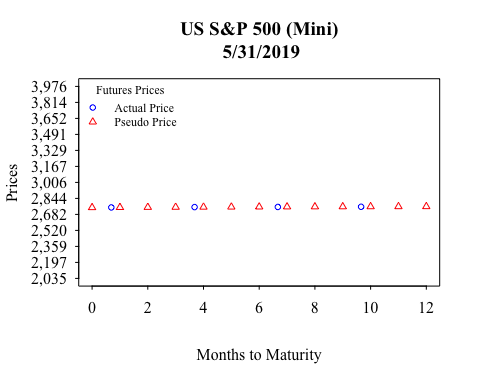 US S&P 500 (Mini)
5/31/2019
Futures Prices
Actual Price
Pseudo Price
Prices
3,976
3,814
3,652
3,491
3,329
3,167
3,006
2,844
2,682
2,520
2,359
2,197
2,035
0 2 4 6 8 10 12
Months to Maturity